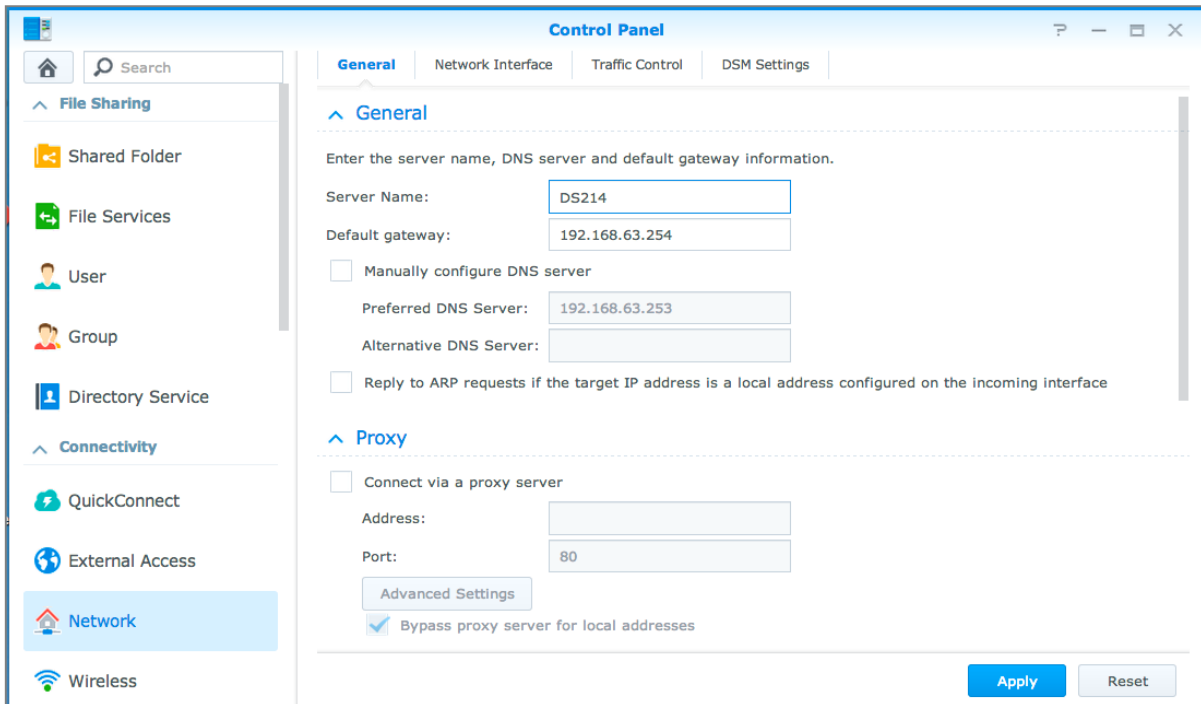 Control Panel
Search
General Network Interface Traffic Control DSM Settings
File Sharing
Shared Folder
File Services
User
Group
Directory Service
Connectivity
QuickConnect
External Access
Network
Wireless
General
Enter the server name, DNS server and default gateway information.
Server Name: DS214
Default gateway: 192.168.63.254
Manually configure DNS server
Preferred DNS Server: 192.168.63.253
Alternative DNS Server:
Reply to ARP requests if the target IP address is a local address configured on the incoming interface
Proxy
Connect via a proxy server
Address:
Port: 80
Advanced Settings
Bypass proxy server for local addresses
Apply Reset